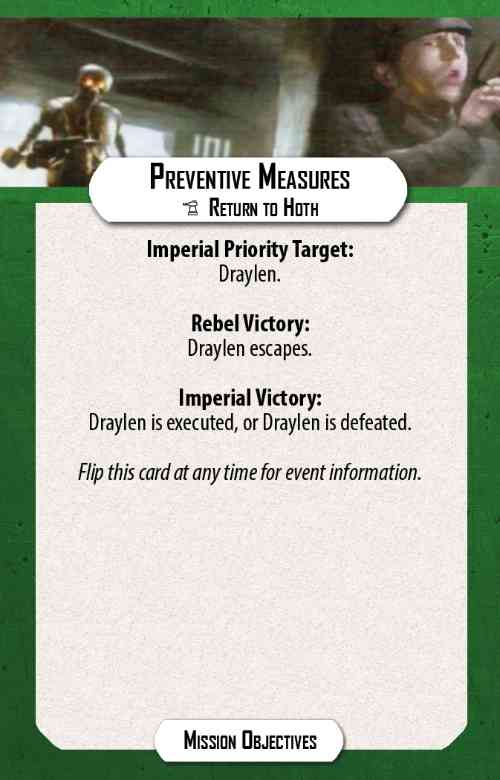 Preventive Measures
Return to Hoth
Imperial Priority Target:
Draylen.
Rebel Victory:
Draylen escapes.
Imperial Victory:
Draylen is executed, or Draylen is defeated.
Flip this card at any time for event information.
Mission Objectives